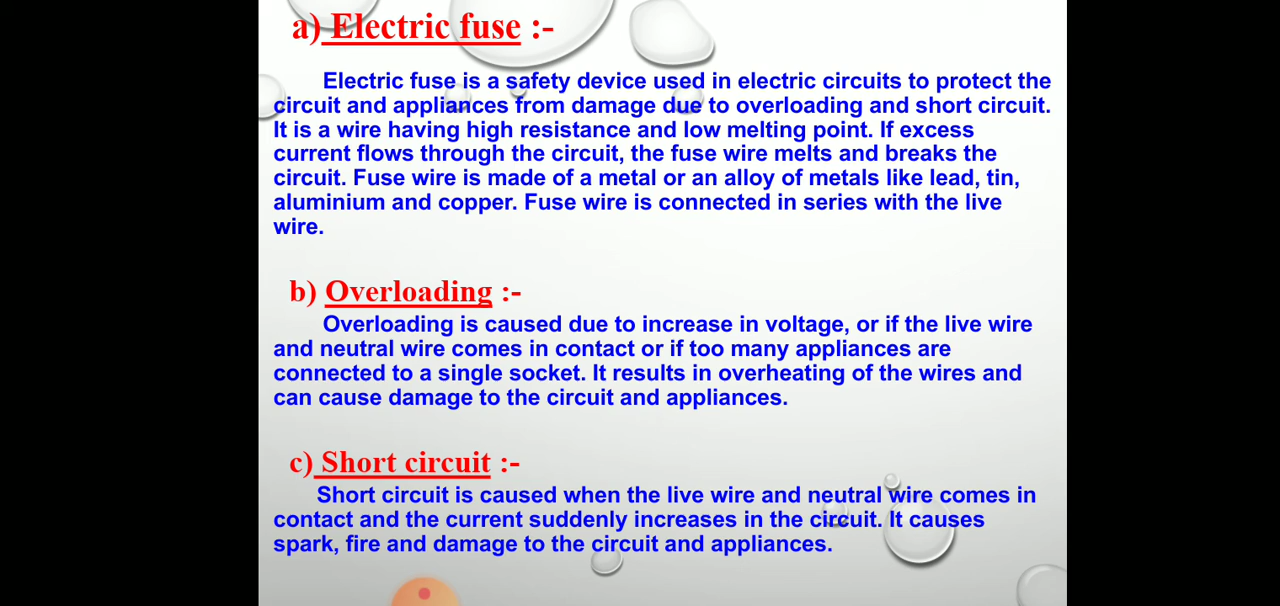 a) Electric fuse :-
Electric fuse is a safety device used in electric circuits to protect the
circuit and appliances from damage due to overloading and short circuit.
It is a wire having high resistance and low melting point. If excess
current flows through the circuit, the fuse wire melts and breaks the
circuit. Fuse wire is made of a metal or an alloy of metals like lead, tin,
aluminium and copper. Fuse wire is connected in series with the live
wire.
b) Overloading :-
Overloading is caused due to increase in voltage, or if the live wire
and neutral wire comes in contact or if too many appliances are
connected to a single socket. It results in overheating of the wires and
can cause damage to the circuit and appliances.
c) Short circuit :-
Short circuit is caused when the live wire and neutral wire comes in
contact and the current suddenly increases in the circuit. It causes
spark, fire and damage to the circuit and appliances.